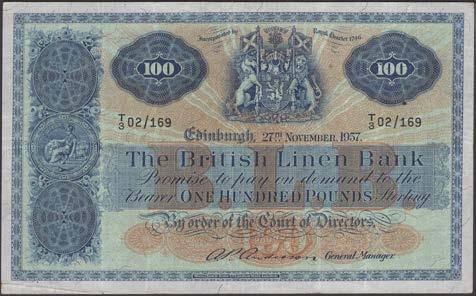 Incorporated by Royal Charter 1746
100 100
T/3 02/169 T/3 02/169
Edinburgh, 27TH NOVEMBER, 1957.
The British Linen Bank
Promise to pay on demand to the
Bearer ONE HUNDRED POUNDS Sterling
By order of the Court of Directors,
£100
A.P. Anderson General Manager.